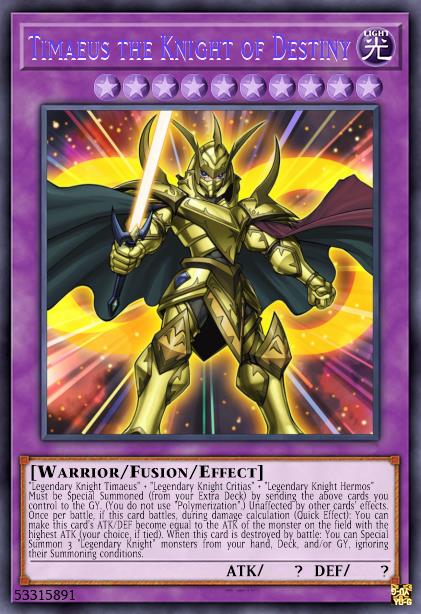 Timaeus the Knight of Destiny
LIGHT
光
[Warrior/Fusion/Effect]
"Legendary Knight Timaeus" + "Legendary Knight Critias" + "Legendary Knight Hermos"
Must be Special Summoned (from your Extra Deck) by sending the above cards you
control to the GY. (You do not use "Polymerization".) Unaffected by other cards' effects.
Once per battle, if this card battles, during damage calculation (Quick Effect): You can
make this card's ATK/DEF become equal to the ATK of the monster on the field with the
highest ATK (your choice, if tied). When this card is destroyed by battle: You can Special
Summon 3 "Legendary Knight" monsters from your hand, Deck, and/or GY, ignoring
their Summoning conditions.
ATK/ ? DEF/ ?
53315891